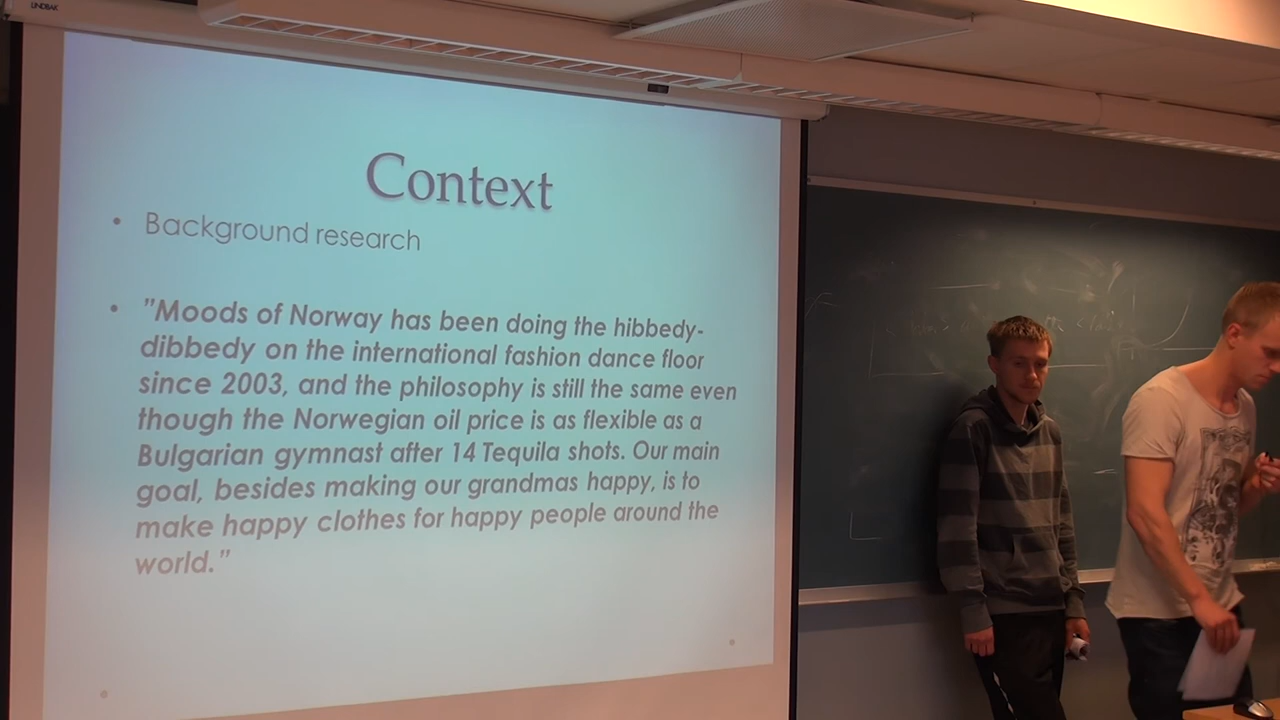 LINDBAK
Context
• Background research
• "Moods of Norway has been doing the hibbedy-
dibbedy on the international fashion dance floor
since 2003, and the philosophy is still the same even
though the Norwegian oil price is as flexible as a
Bulgarian gymnast after 14 Tequila shots. Our main
goal, besides making our grandmas happy, is to
make happy clothes for happy people around the
world."